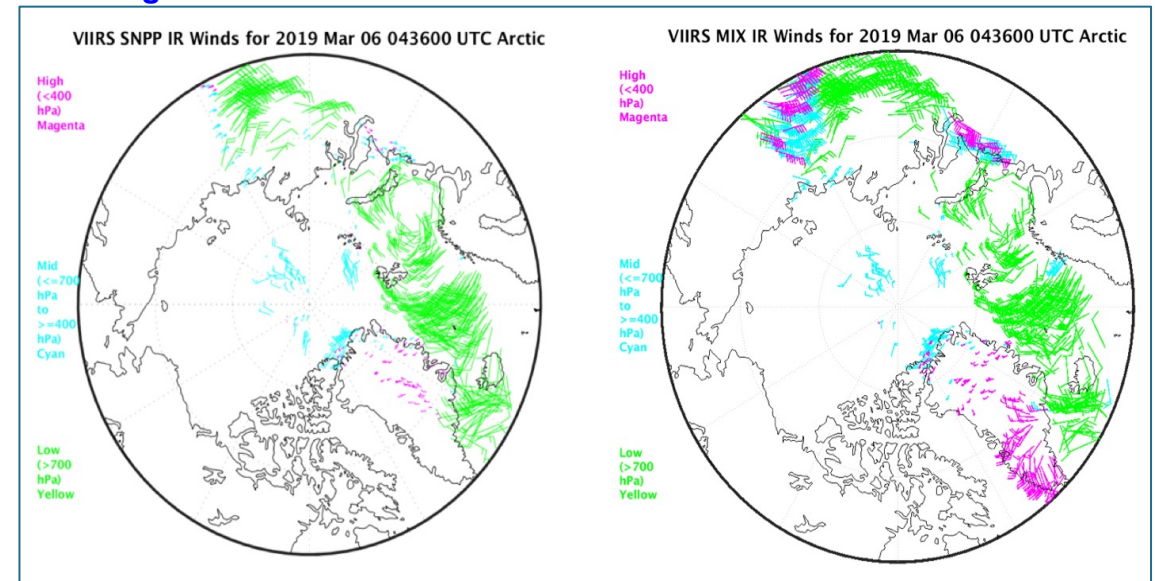 VIIRS SNPP IR Winds for 2019 Mar 06 043600 UTC Arctic
High
(<400
hPa)
Magenta
Mid
(<=700
hPa
to
>=400
hPa)
Cyan
Low
(>700
hPa)
Yellow
VIIRS MIX IR Winds for 2019 Mar 06 043600 UTC Arctic
High
(<400
hPa)
Magenta
Mid
(<=700
hPa
to
>=400
hPa)
Cyan
Low
(>700
hPa)
Yellow